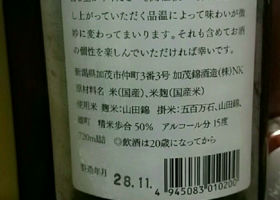 し上がっていただく品温によって味わいが微
妙に変わってまいります。それも含めてお酒
の個性を楽しんでいただければ幸いです。
新潟県加茂市仲町3番3号 加茂錦酒造(株)NK
原材料名 米(国産)、米麹(国産米)
使用米 麹米:山田錦 掛米:五百万石、山田錦、
雄町 精米歩合50% アルコール分15度
720ml詰 ◎飲酒は20歳になってから
製造年月 28.11
4 945083 010200